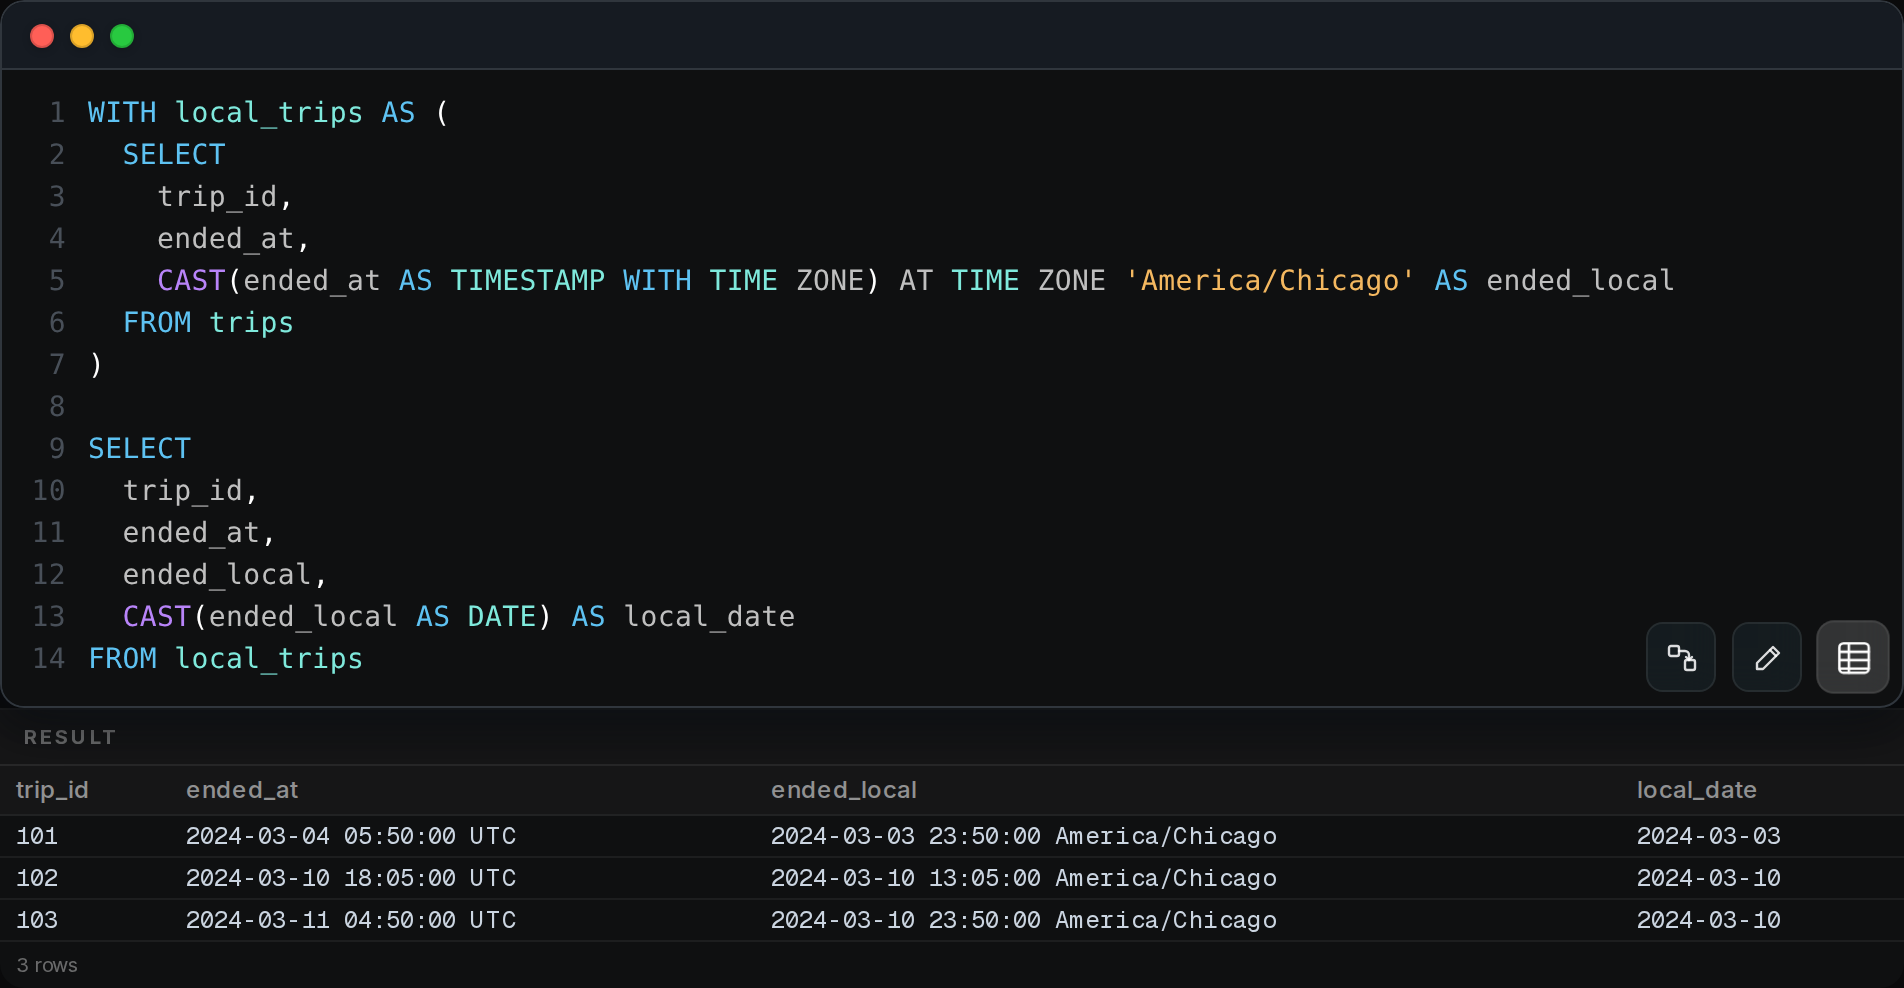 1 WITH local_trips AS (
2   SELECT
3     trip_id,
4     ended_at,
5     CAST(ended_at AS TIMESTAMP WITH TIME ZONE) AT TIME ZONE 'America/Chicago' AS ended_local
6   FROM trips
7 )
8
9 SELECT
10   trip_id,
11   ended_at,
12   ended_local,
13   CAST(ended_local AS DATE) AS local_date
14 FROM local_trips
RESULT
trip_id ended_at ended_local local_date
101 2024-03-04 05:50:00 UTC 2024-03-03 23:50:00 America/Chicago 2024-03-03
102 2024-03-10 18:05:00 UTC 2024-03-10 13:05:00 America/Chicago 2024-03-10
103 2024-03-11 04:50:00 UTC 2024-03-10 23:50:00 America/Chicago 2024-03-10
3 rows